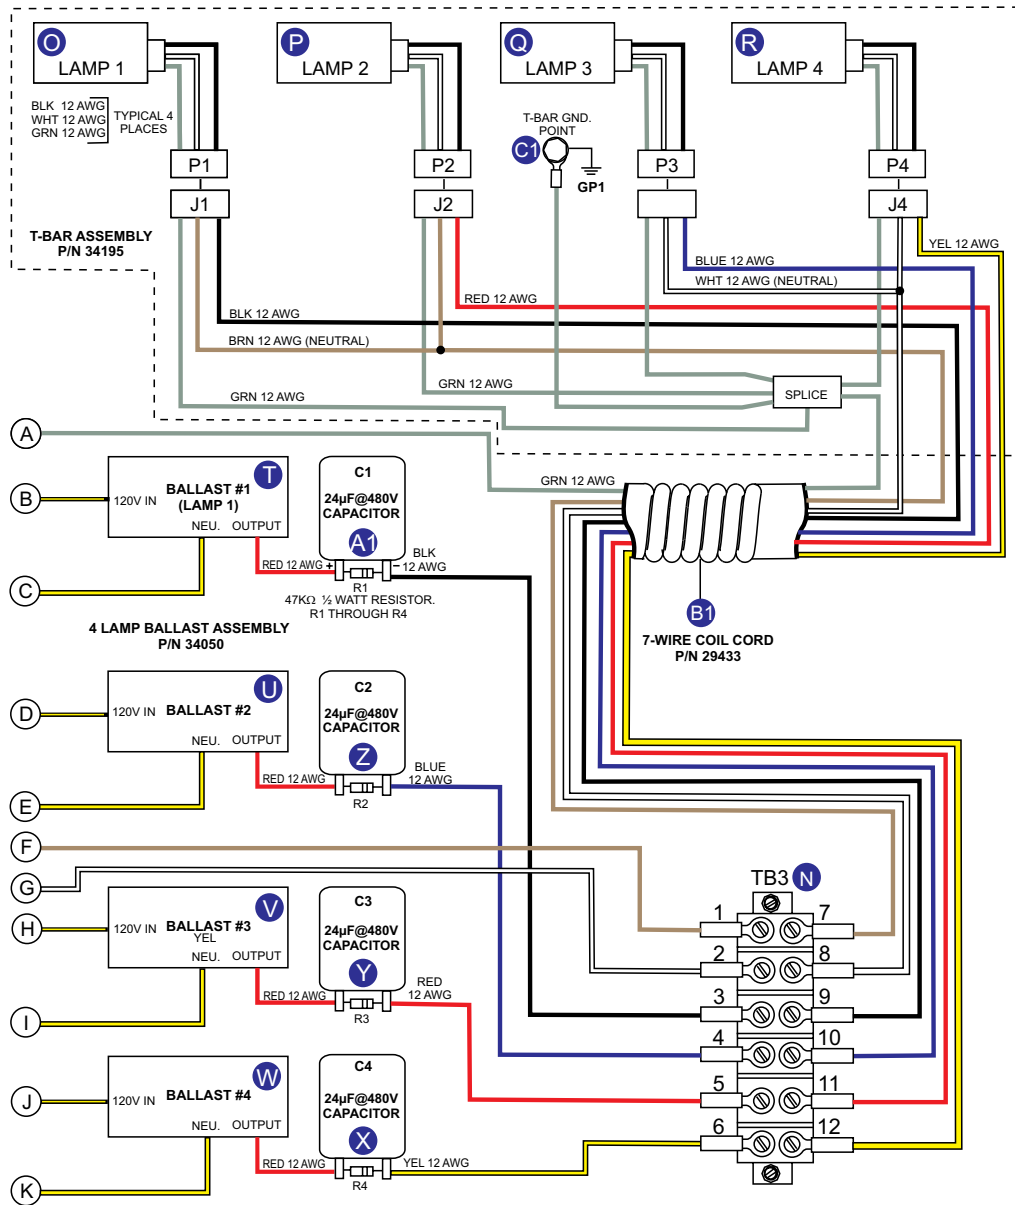 O
LAMP 1
P
LAMP 2
Q
LAMP 3
R
LAMP 4
BLK 12 AWG
WHT 12 AWG
GRN 12 AWG
TYPICAL 4
PLACES
T-BAR GND.
POINT
C1
GP1
P1
P2
P3
P4
J1
J2
J4
T-BAR ASSEMBLY
P/N 34195
YEL 12 AWG
BLUE 12 AWG
WHT 12 AWG (NEUTRAL)
RED 12 AWG
BLK 12 AWG
BRN 12 AWG (NEUTRAL)
GRN 12 AWG
SPLICE
GRN 12 AWG
A
GRN 12 AWG
B
120V IN
BALLAST #1
(LAMP 1)
T
NEU.
OUTPUT
C1
24µF@480V
CAPACITOR
A1
RED 12 AWG
+
–
BLK
12 AWG
R1
C
47KΩ ½ WATT RESISTOR.
R1 THROUGH R4
B1
7-WIRE COIL CORD
P/N 29433
4 LAMP BALLAST ASSEMBLY
P/N 34050
D
120V IN
BALLAST #2
U
NEU.
OUTPUT
C2
24µF@480V
CAPACITOR
Z
RED 12 AWG
BLUE
12 AWG
R2
E
F
G
TB3
N
H
120V IN
BALLAST #3
YEL
V
NEU.
OUTPUT
C3
24µF@480V
CAPACITOR
Y
RED 12 AWG
RED
12 AWG
R3
I
1
7
2
8
3
9
4
10
5
11
6
12
J
120V IN
BALLAST #4
W
NEU.
OUTPUT
C4
24µF@480V
CAPACITOR
X
RED 12 AWG
YEL 12 AWG
R4
K